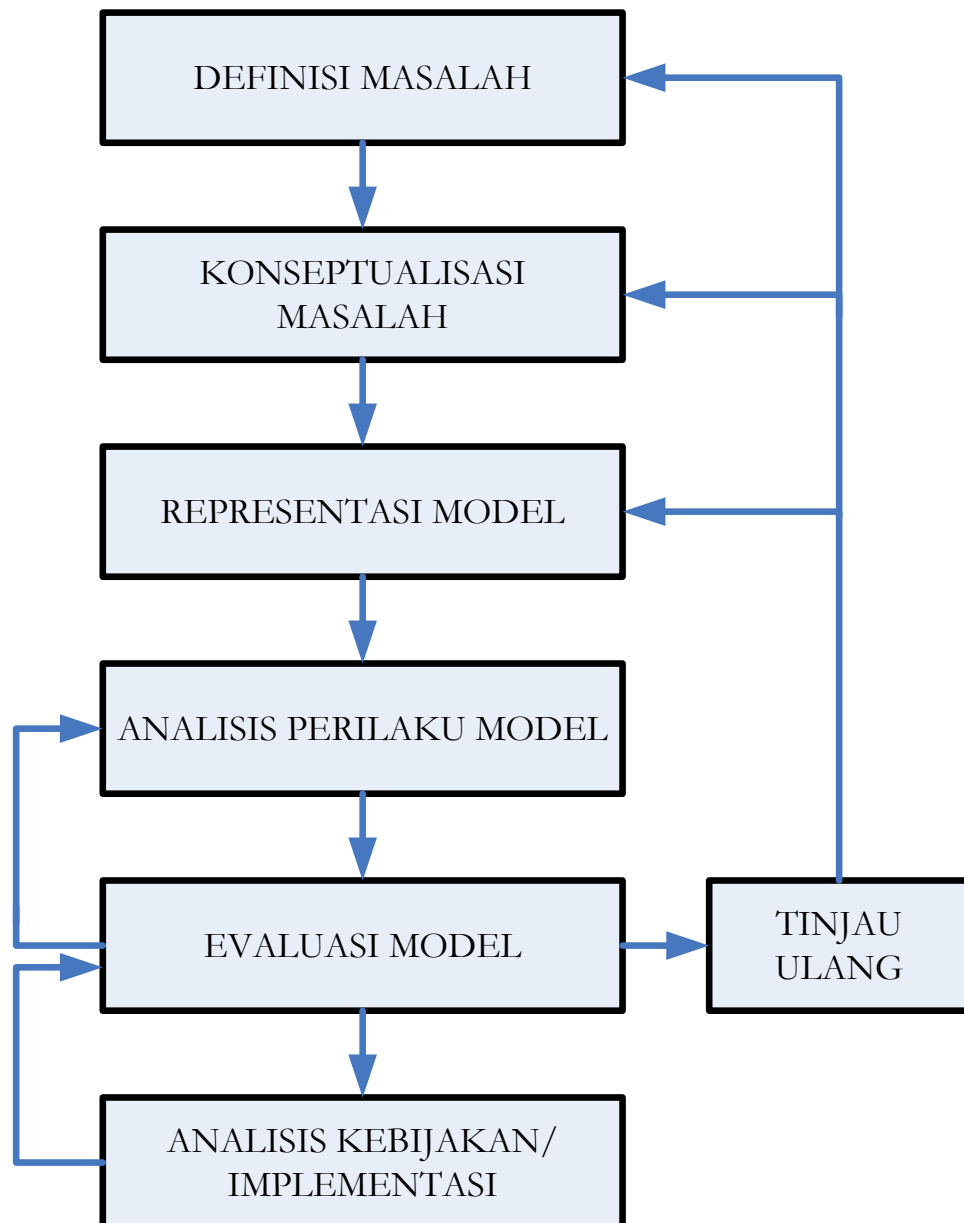 DEFINISI MASALAH
KONSEPTUALISASI
MASALAH
REPRESENTASI MODEL
ANALISIS PERILAKU MODEL
EVALUASI MODEL
TINJAU
ULANG
ANALISIS KEBIJAKAN/
IMPLEMENTASI